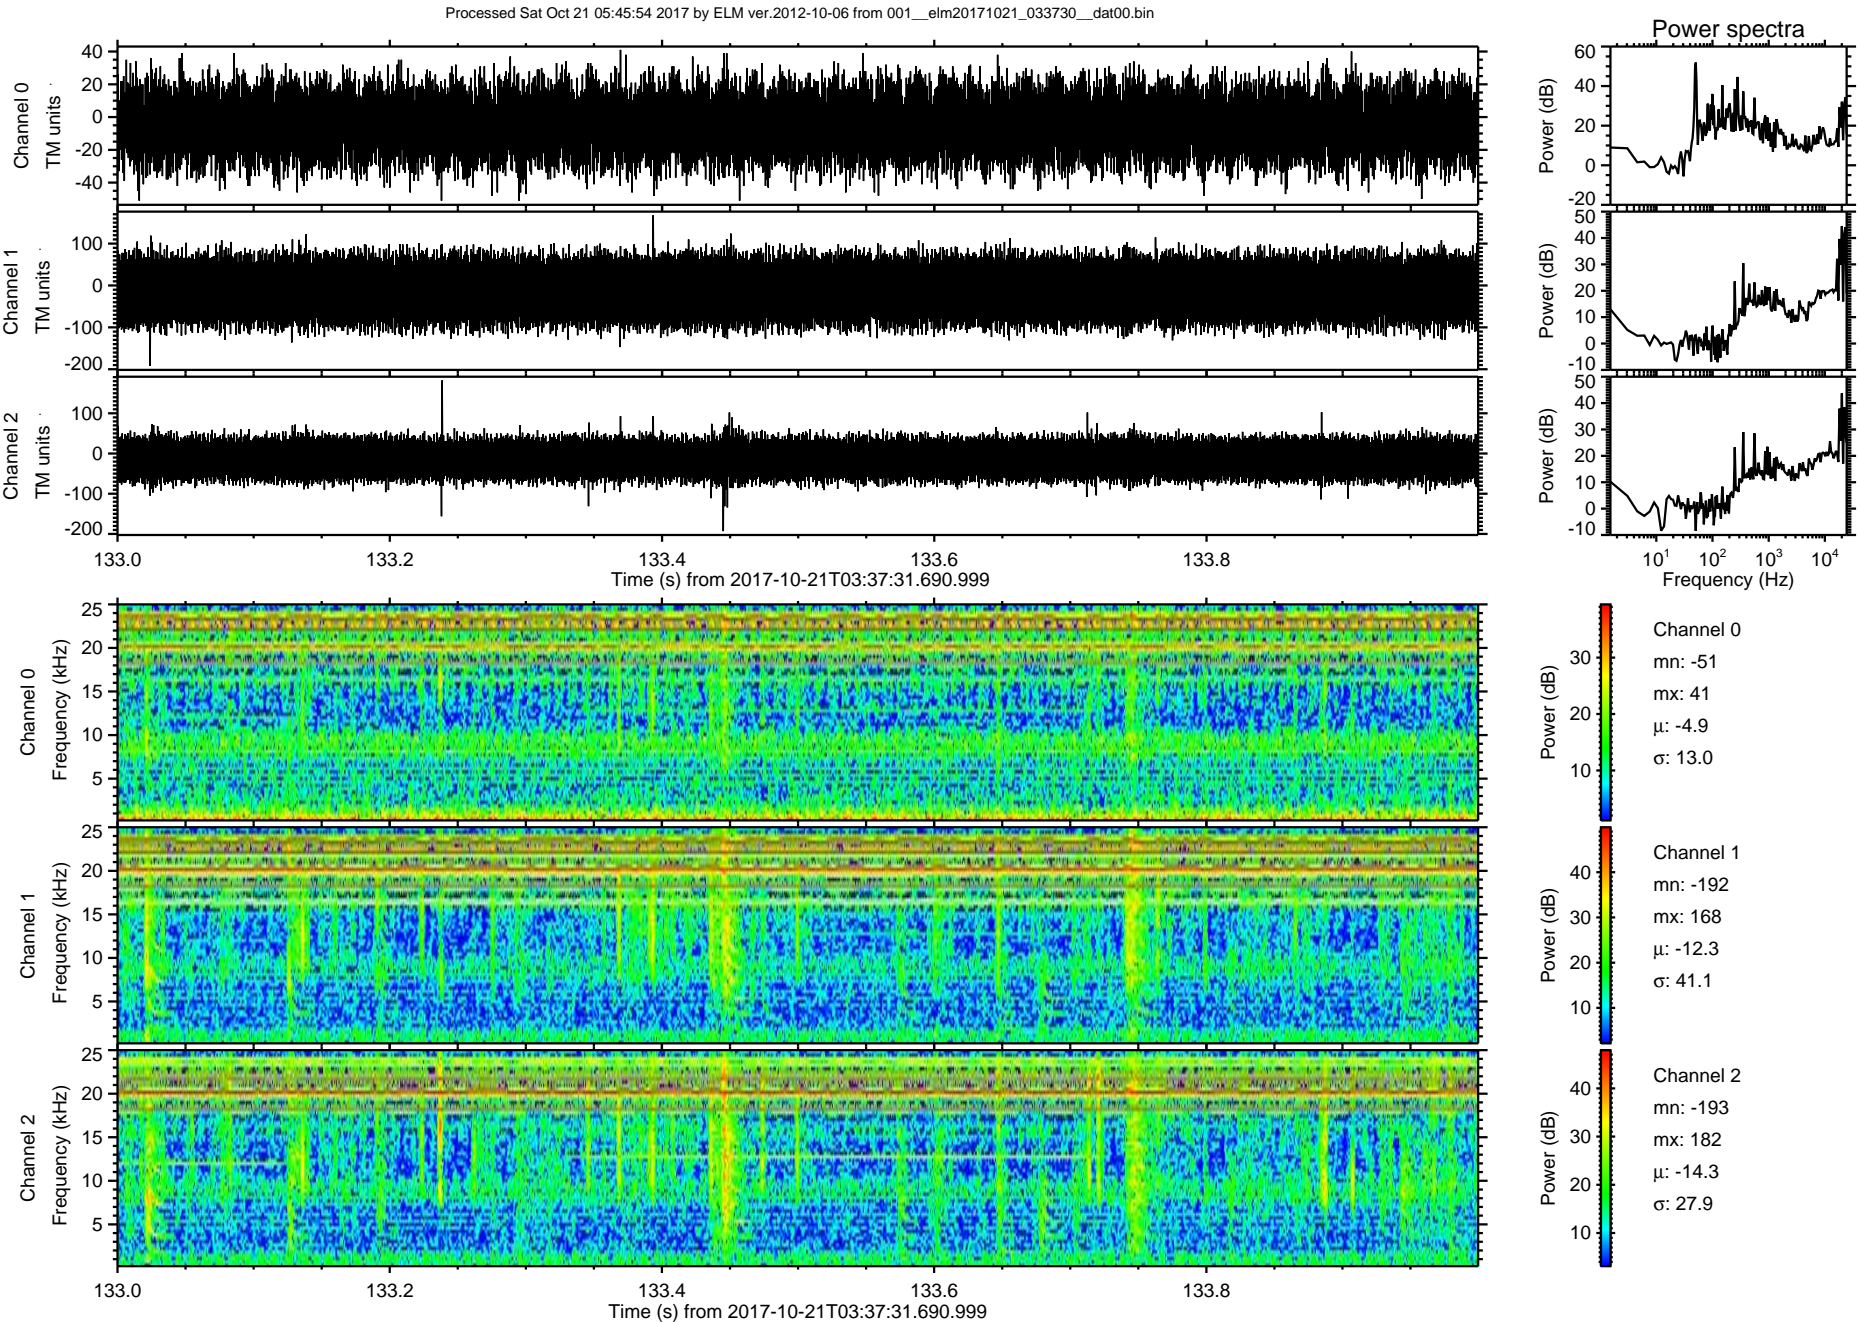 Processed Sat Oct 21 05:45:54 2017 by ELM ver.2012-10-06 from 001__elm20171021_033730__dat00.bin
Power spectra
Channel 0
TM units
40
20
0
-20
-40
Power (dB)
60
40
20
0
-20
Channel 1
TM units
100
0
-100
-200
Power (dB)
50
40
30
20
10
0
-10
Channel 2
TM units
100
0
-100
-200
Power (dB)
50
40
30
20
10
0
-10
133.0
133.2
133.4
133.6
133.8
Time (s) from 2017-10-21T03:37:31.690.999
10¹
10²
10³
10⁴
Frequency (Hz)
Channel 0
Frequency (kHz)
25
20
15
10
5
Power (dB)
30
20
10
Channel 0
mn: -51
mx: 41
μ: -4.9
σ: 13.0
Channel 1
Frequency (kHz)
25
20
15
10
5
Power (dB)
40
30
20
10
Channel 1
mn: -192
mx: 168
μ: -12.3
σ: 41.1
Channel 2
Frequency (kHz)
25
20
15
10
5
Power (dB)
40
30
20
10
Channel 2
mn: -193
mx: 182
μ: -14.3
σ: 27.9
133.0
133.2
133.4
133.6
133.8
Time (s) from 2017-10-21T03:37:31.690.999